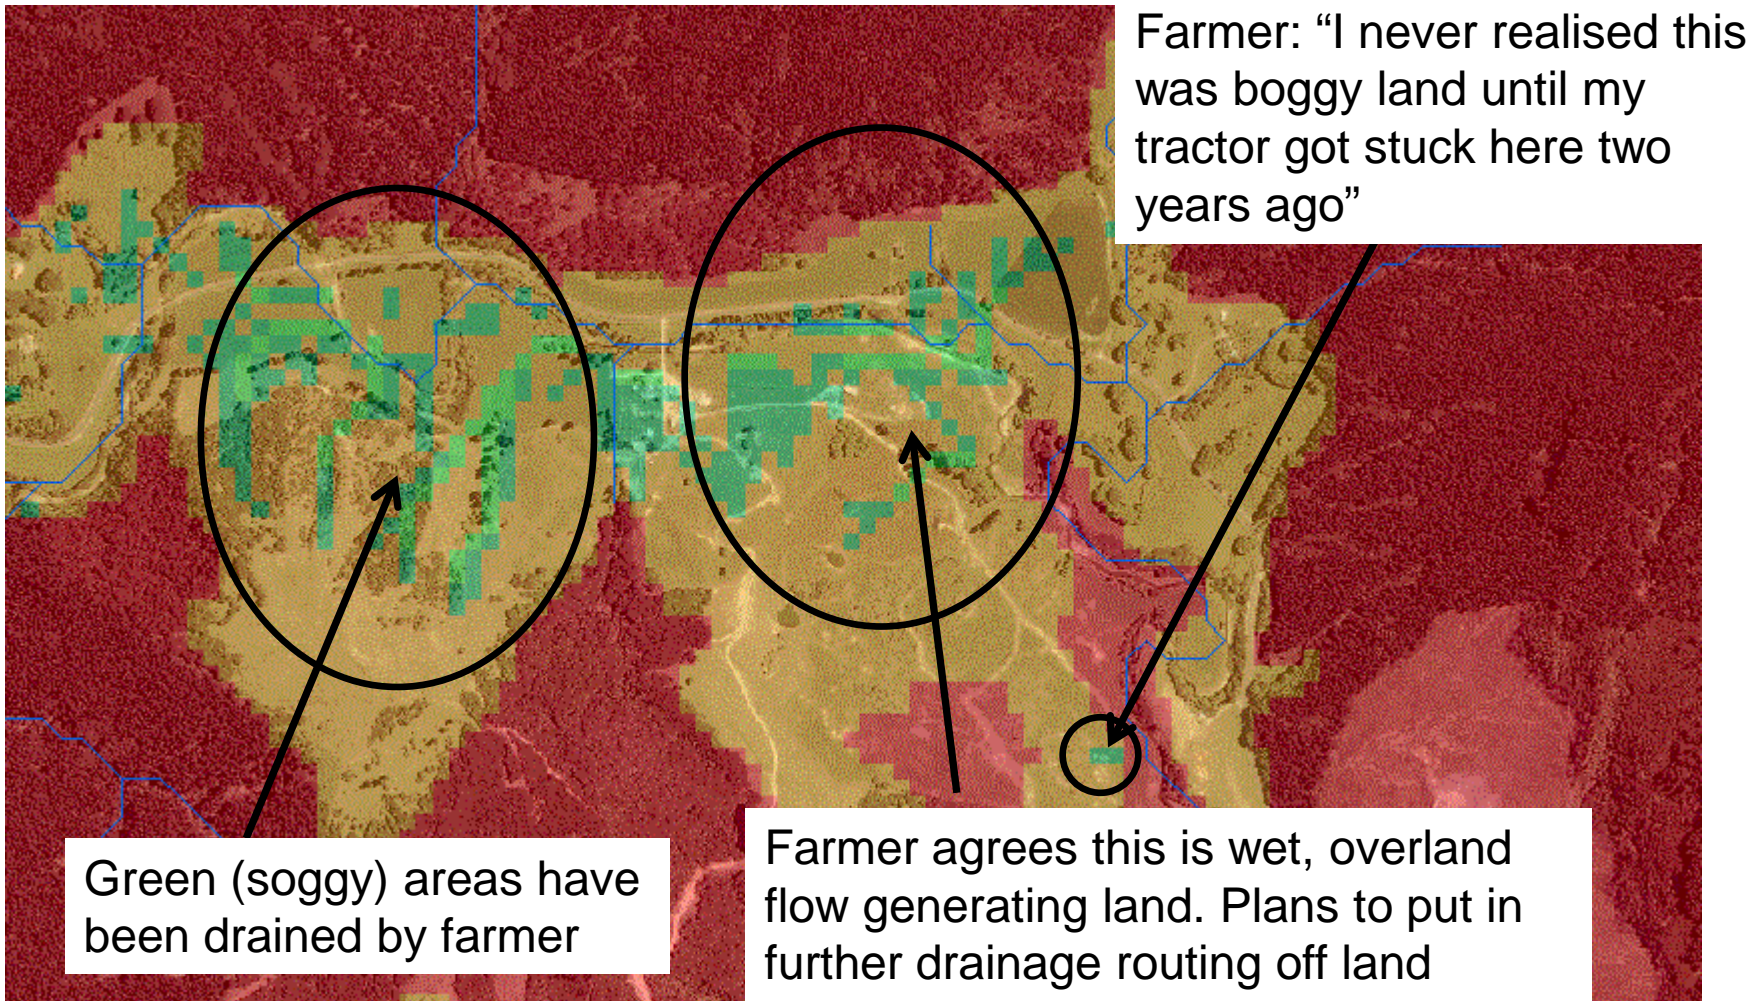 Farmer: “I never realised this
was boggy land until my
tractor got stuck here two
years ago”
Green (soggy) areas have
been drained by farmer
Farmer agrees this is wet, overland
flow generating land. Plans to put in
further drainage routing off land